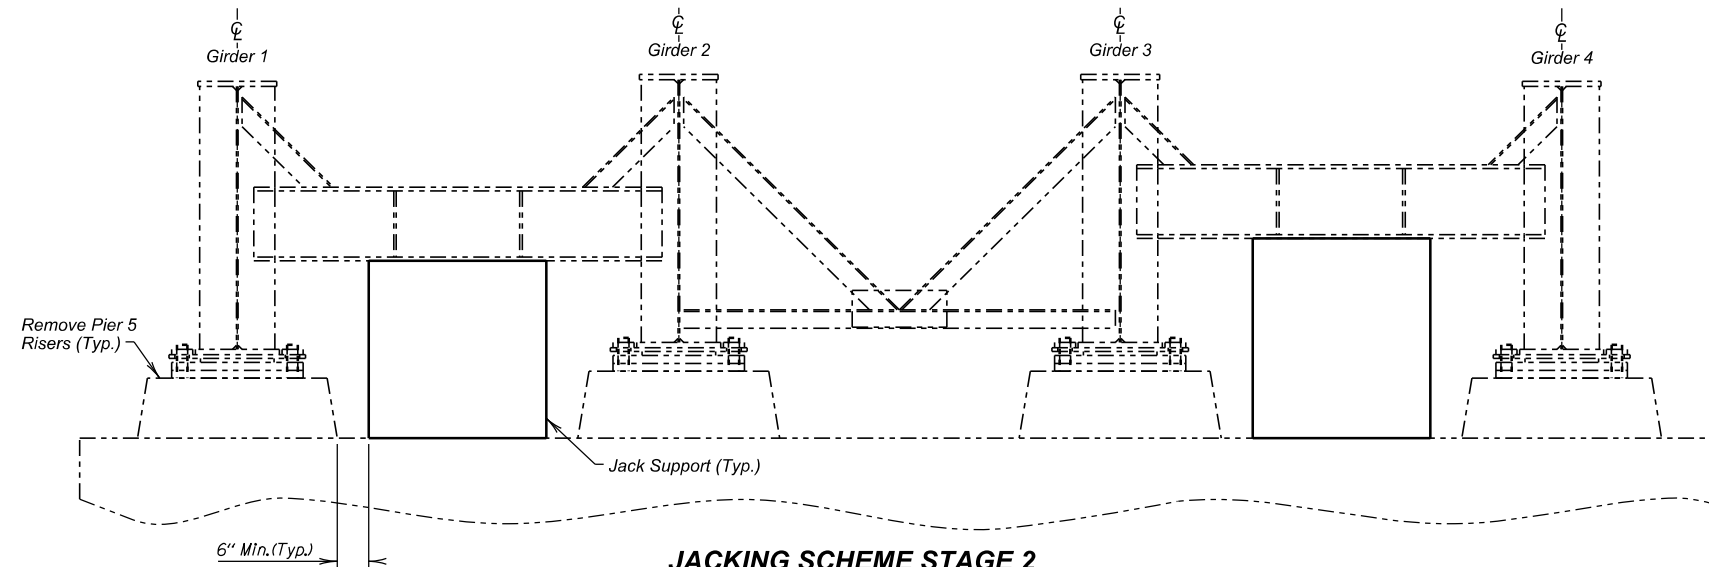 ℄
Girder 1
℄
Girder 2
℄
Girder 3
℄
Girder 4
Remove Pier 5
Risers (Typ.)
Jack Support (Typ.)
6" Min.(Typ.)
JACKING SCHEME STAGE 2